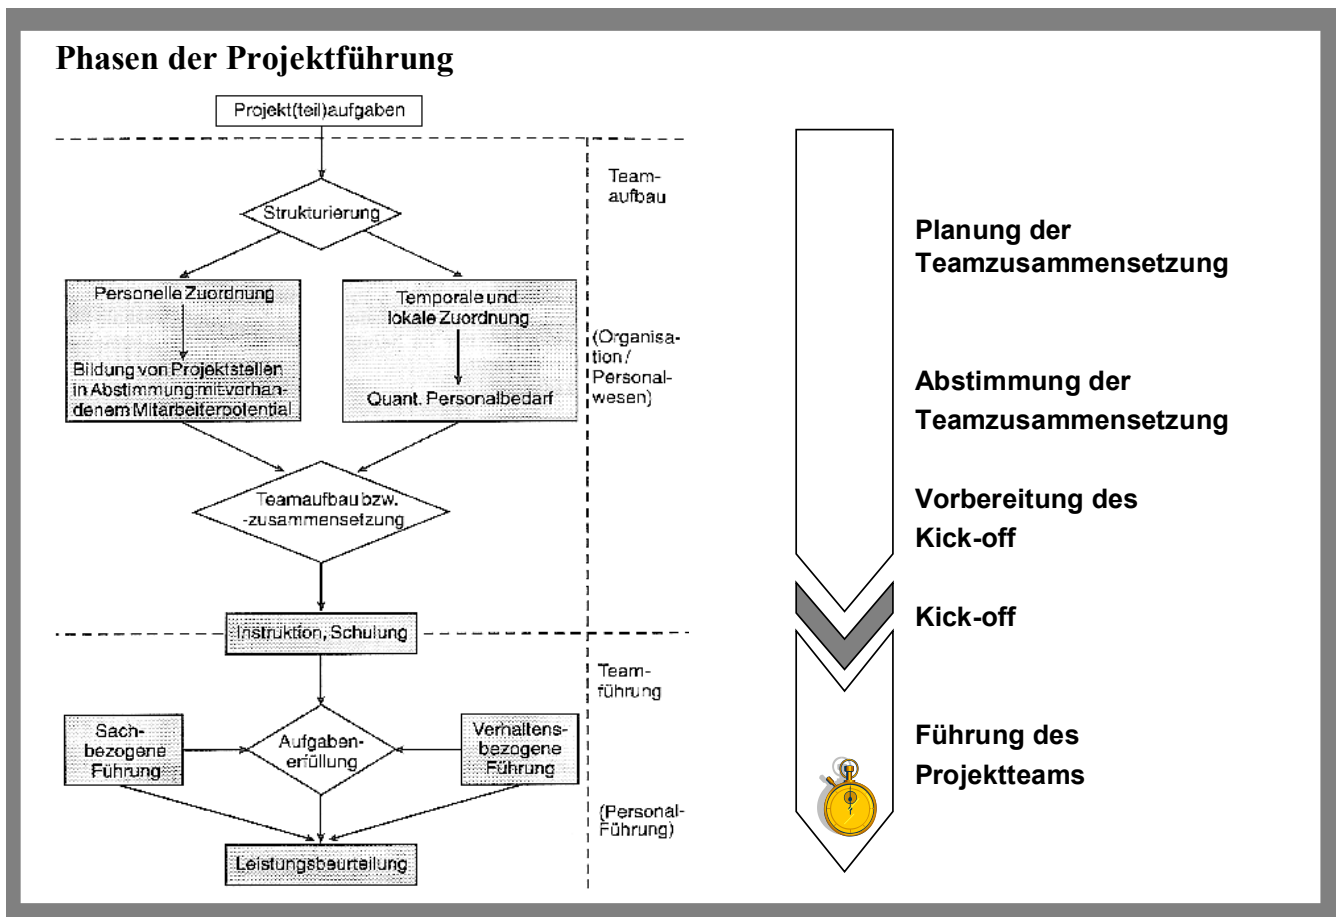 Phasen der Projektführung
Projekt(teil)aufgaben
Team-
aufbau
Strukturierung
Personelle Zuordnung
Bildung von Projektstellen
in Abstimmung mit vorhan-
denem Mitarbeiterpotential
Temporale und
lokale Zuordnung
Quant. Personalbedarf
(Organisa-
tion /
Personal-
wesen)
Teamaufbau bzw.
-zusammensetzung
Instruktion, Schulung
Team-
führung
Sach-
bezogene
Führung
Aufgaben-
erfüllung
Verhaltens-
bezogene
Führung
(Personal-
Führung)
Leistungsbeurteilung
Planung der
Teamzusammensetzung
Abstimmung der
Teamzusammensetzung
Vorbereitung des
Kick-off
Kick-off
Führung des
Projektteams